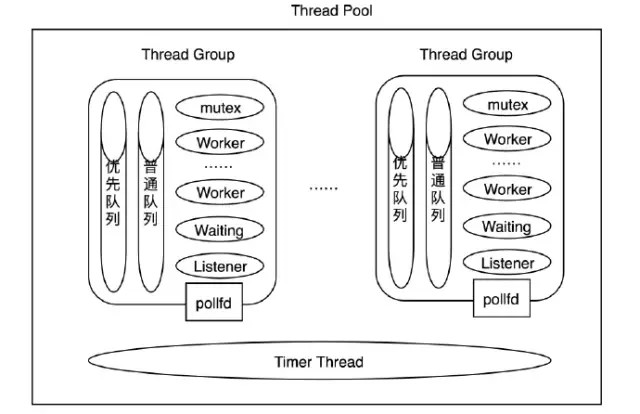 Thread Pool
Thread Group
优先队列
普通队列
mutex
Worker
......
Worker
Waiting
Listener
pollfd
......
Thread Group
优先队列
普通队列
mutex
Worker
......
Worker
Waiting
Listener
pollfd
Timer Thread